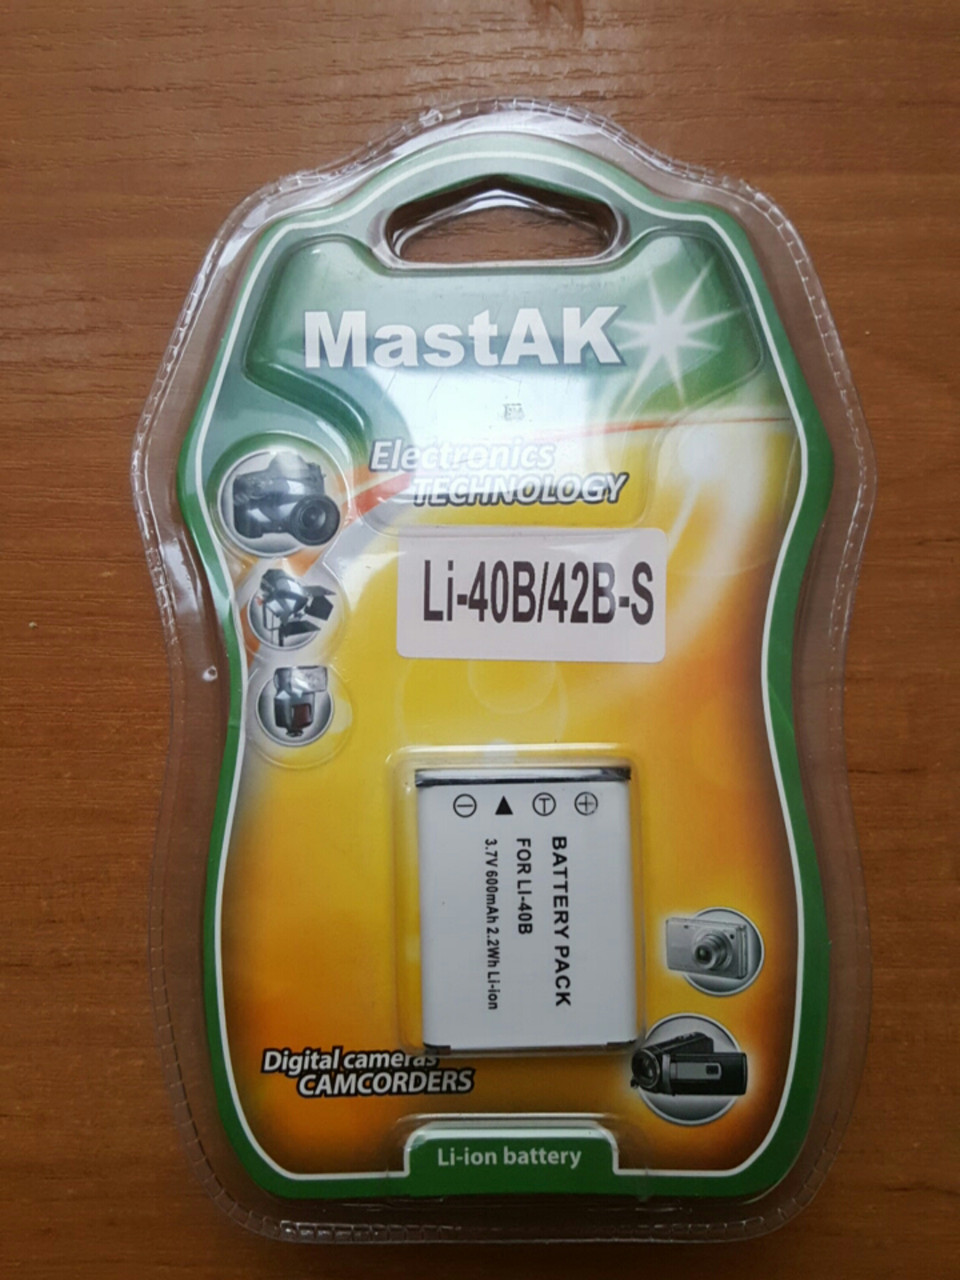 MastAK
Electronics
TECHNOLOGY
Li-40B/42B-S
BATTERY PACK
FOR LI-40B
3.7V 600mAh 2.2Wh Li-ion
Digital cameras
CAMCORDERS
Li-ion battery